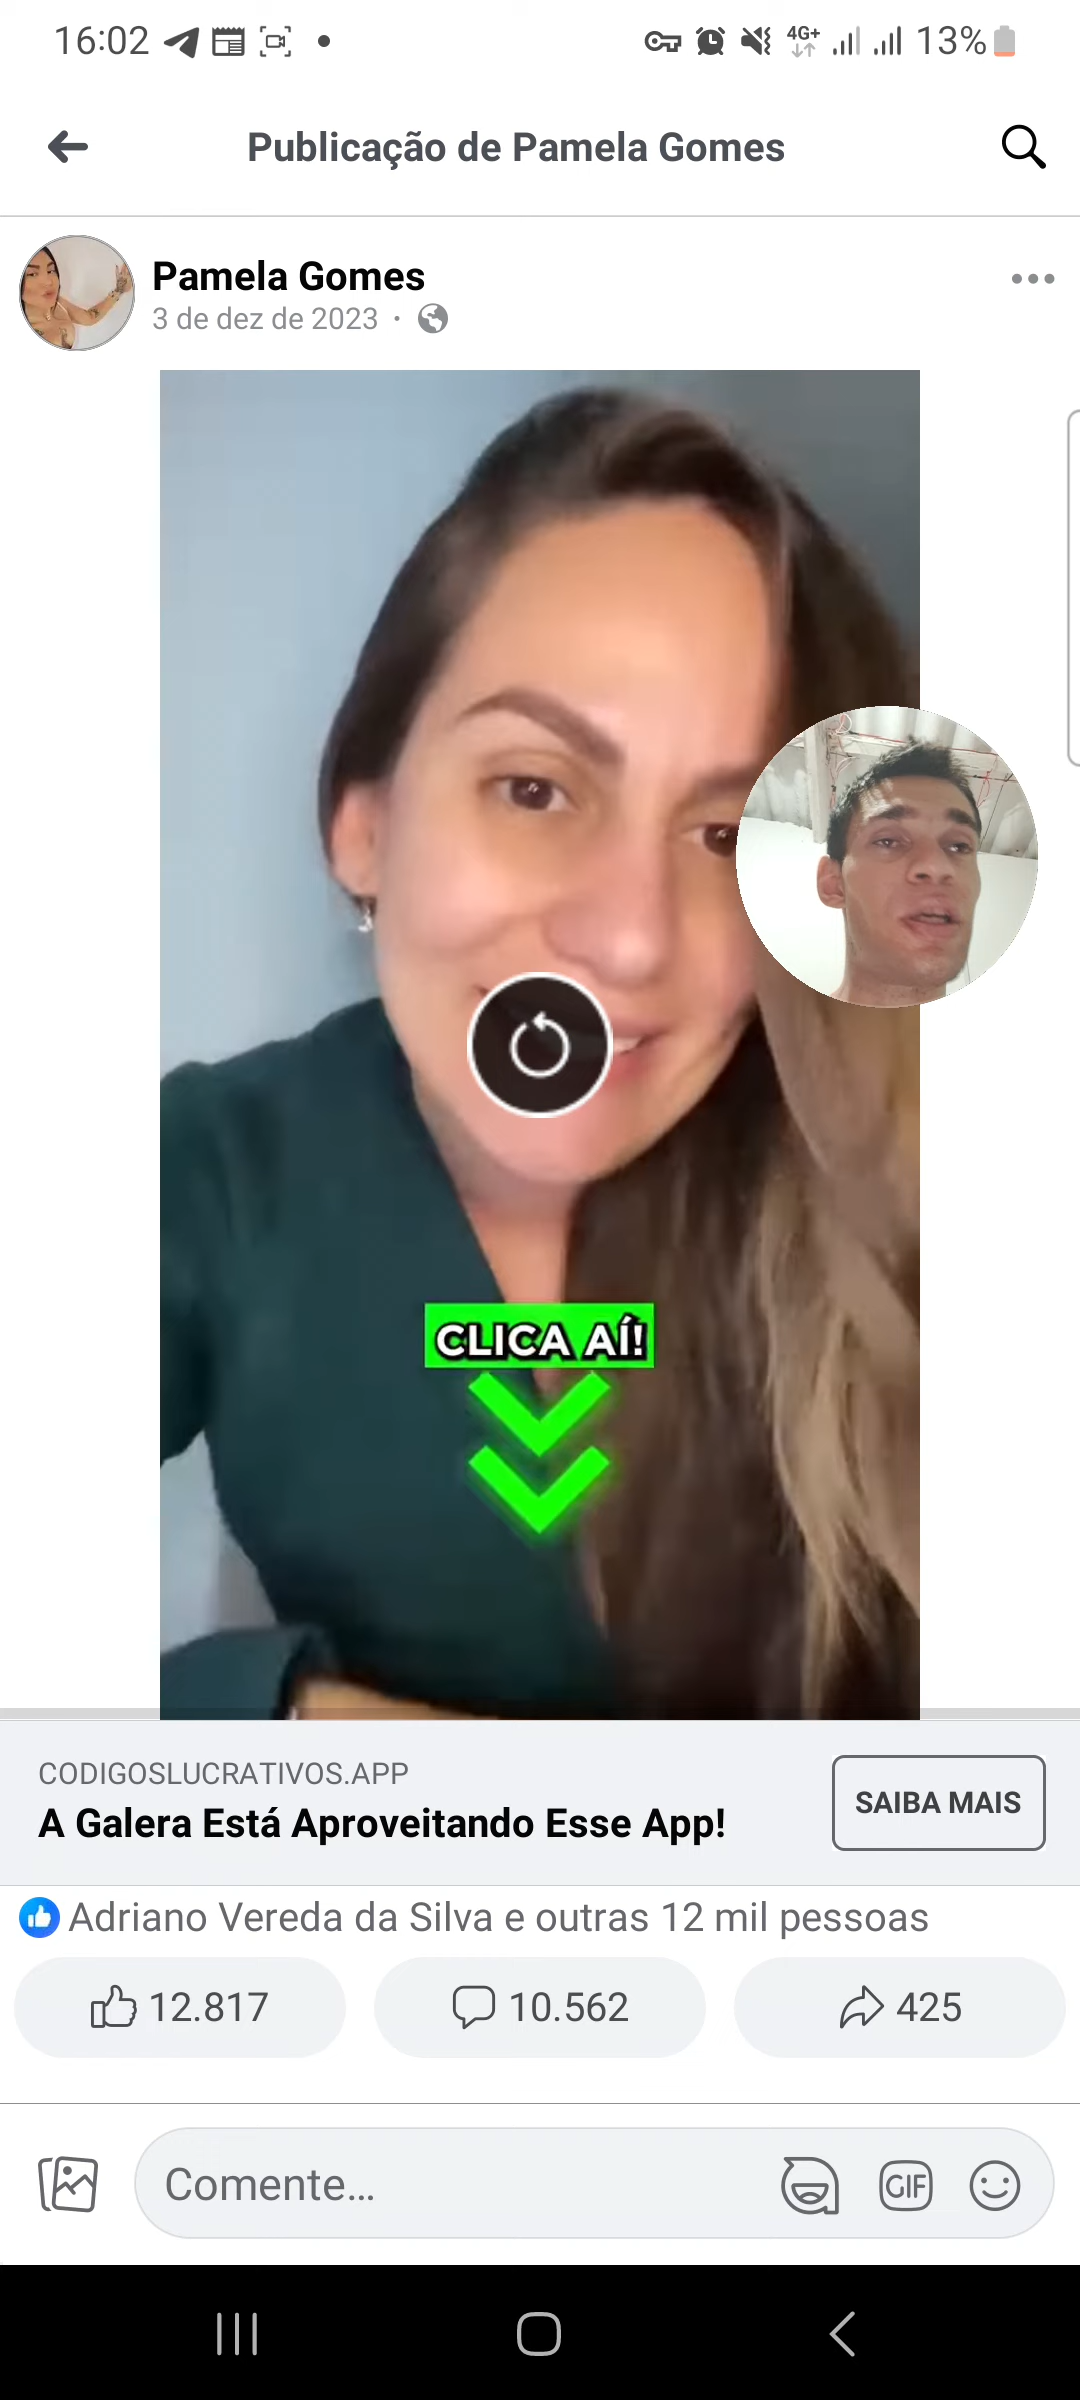 16:02
4G+
13%
Publicação de Pamela Gomes
Pamela Gomes
3 de dez de 2023 ·
CLICA AÍ!
CODIGOSLUCRATIVOS.APP
A Galera Está Aproveitando Esse App!
SAIBA MAIS
Adriano Vereda da Silva e outras 12 mil pessoas
12.817
10.562
425
Comente...
GIF